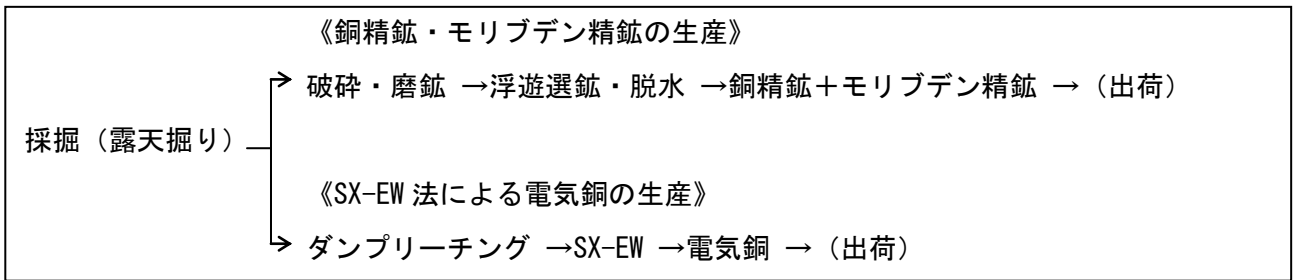 《銅精鉱・モリブデン精鉱の生産》
破砕・磨鉱 →浮遊選鉱・脱水 →銅精鉱＋モリブデン精鉱 →（出荷）
採掘（露天掘り）
《SX-EW 法による電気銅の生産》
ダンプリーチング →SX-EW →電気銅 →（出荷）